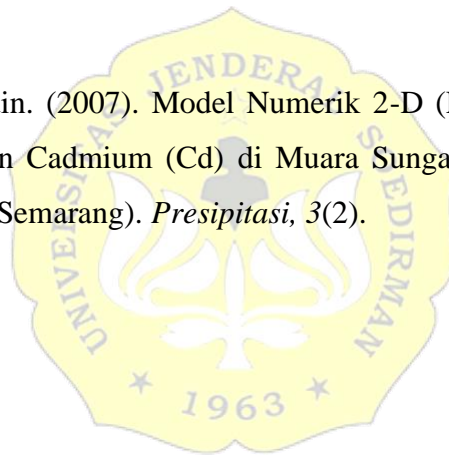 in. (2007). Model Numerik 2-D (
n Cadmium (Cd) di Muara Sunga
Semarang). Presipitasi, 3(2).
UNIVERSITAS JENDERAL SOEDIRMAN
1963